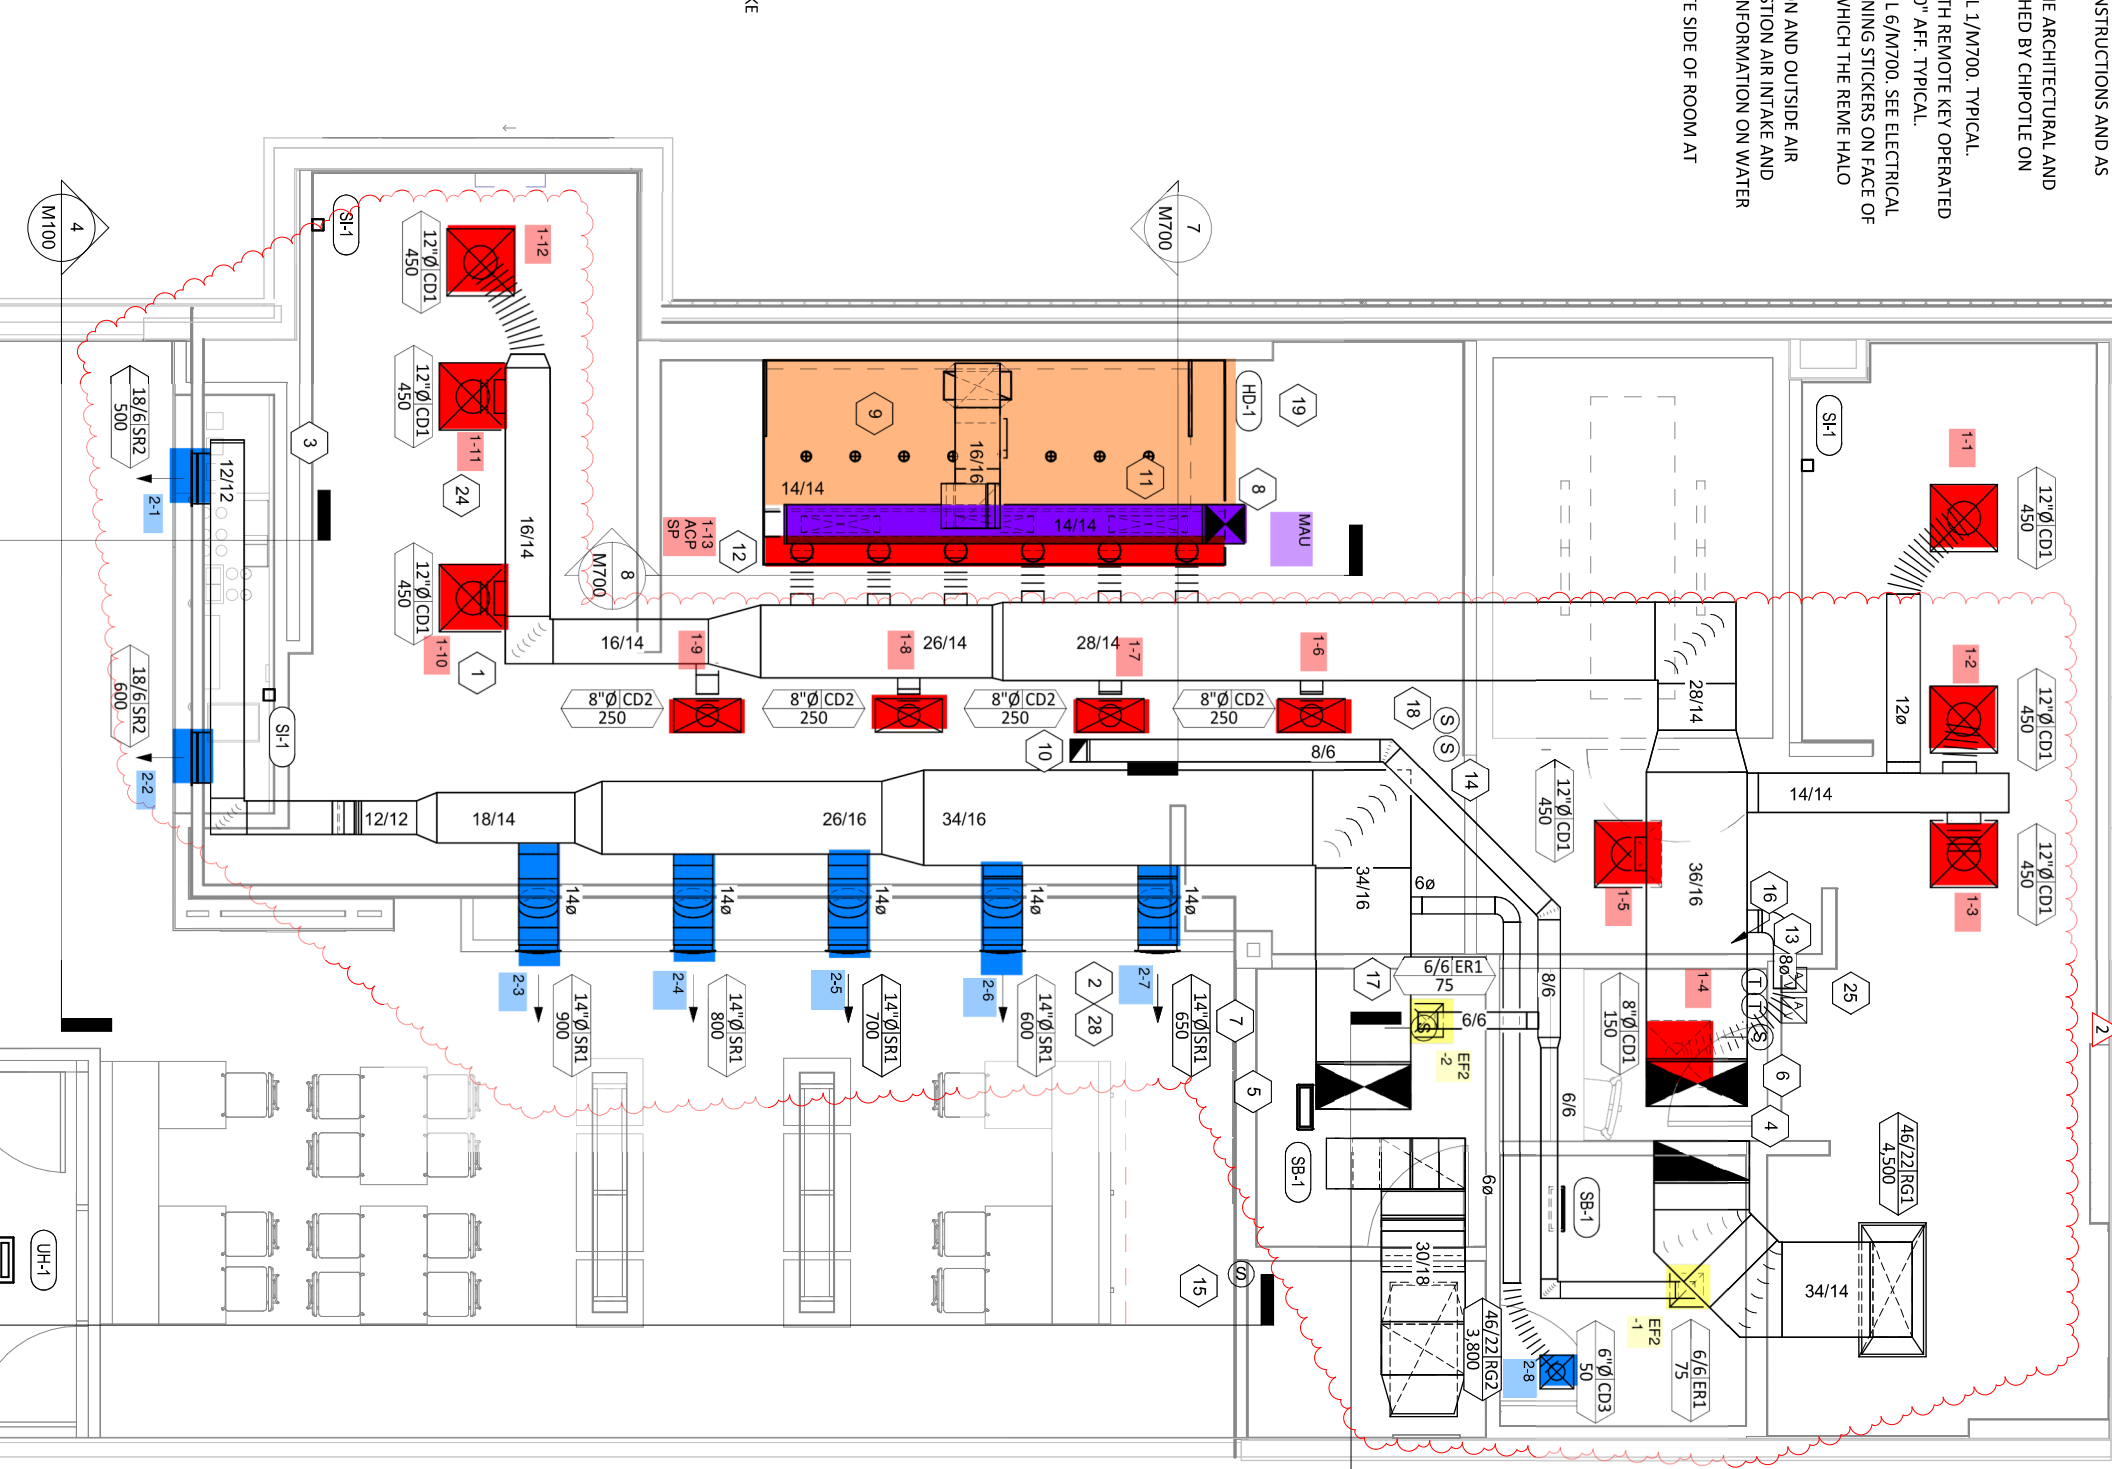 KE
NSTRUCTIONS AND AS
E ARCHITECTURAL AND
HED BY CHIPOTLE ON
L 1/M700. TYPICAL.
TH REMOTE KEY OPERATED
0" AFF. TYPICAL.
L 6/M700. SEE ELECTRICAL
NING STICKERS ON FACE OF
WHICH THE REME HALO
ON AND OUTSIDE AIR
STION AIR INTAKE AND
INFORMATION ON WATER
TE SIDE OF ROOM AT
4
M100
7
M700
SI-1
12"Ø CD1
450
1-12
12"Ø CD1
450
1-11
24
3
18/6 SR2
500
2-1
12/12
16/14
12"Ø CD1
450
1-10
1
8
M700
9
16/16
14/14
11
HD-1
19
8
14/14
MAU
1-13
ACP
SP
12
SI-1
1-1
12"Ø CD1
450
16/14
1-9
1-8
26/14
28/14
1-7
1-6
1-2
12"Ø CD1
450
12ø
28/14
8"Ø CD2
250
8"Ø CD2
250
8"Ø CD2
250
8"Ø CD2
250
18
S
S
10
8/6
14
18/6 SR2
600
2-2
SI-1
12/12
18/14
26/16
34/16
12"Ø CD1
450
14/14
12"Ø CD1
450
1-3
1-5
36/16
34/16
6ø
16
13
8ø
14ø
14ø
14ø
14ø
14ø
2-3
14"Ø SR1
900
2-4
14"Ø SR1
800
2-5
14"Ø SR1
700
2-6
14"Ø SR1
600
2
28
2-7
14"Ø SR1
650
7
17
6/6 ER1
75
8/6
S
6/6
EF2
-2
1-4
8"Ø CD1
150
T
T
S
25
2
6
4
5
6/6
SB-1
6ø
SB-1
46/22 RG1
4,500
30/18
34/14
15
S
46/22 RG2
3,800
2-8
6"Ø CD3
50
EF2
-1
6/6 ER1
75
UH-1